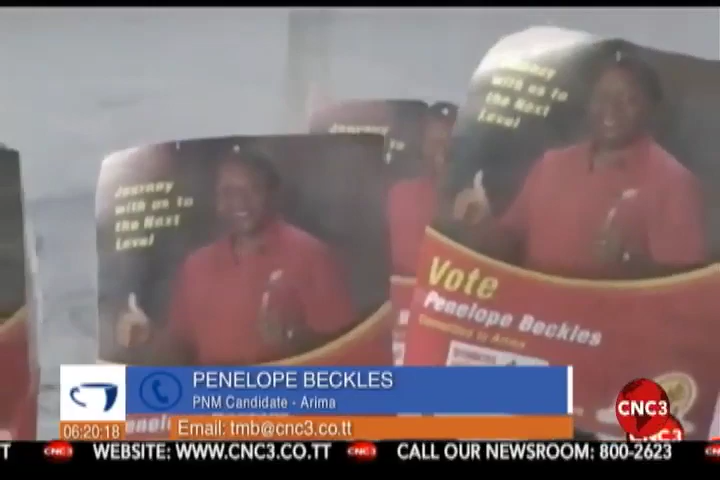 Journey
with us to
the Next
Level
Journey
Journey
with us to
the Next
Level
Vote
Penelope Beckles
Committed to Arima
PENELOPE BECKLES
PNM Candidate - Arima
06:20:18
Email: tmb@cnc3.co.tt
CNC3
CNC3 WEBSITE: WWW.CNC3.CO.TT CNC3 CALL OUR NEWSROOM: 800-2623